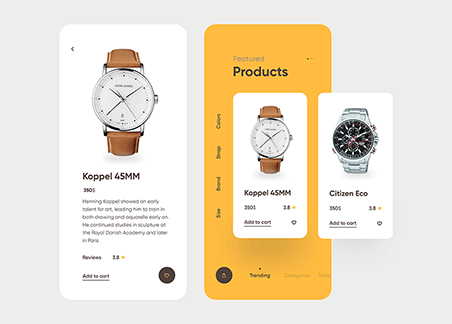 Koppel 45MM
380$
Henning Koppel showed an early
talent for art, leading him to train in
both drawing and aquarelle early on.
He continued studies in sculpture at
the Royal Danish Academy and later
in Paris
Reviews 3.8
Add to cart
Featured
Products
Colors
Strap
Brand
Size
Koppel 45MM
350$ 3.8
Add to cart
Citizen Eco
350$ 3.8
Add to cart
Trending
Categories